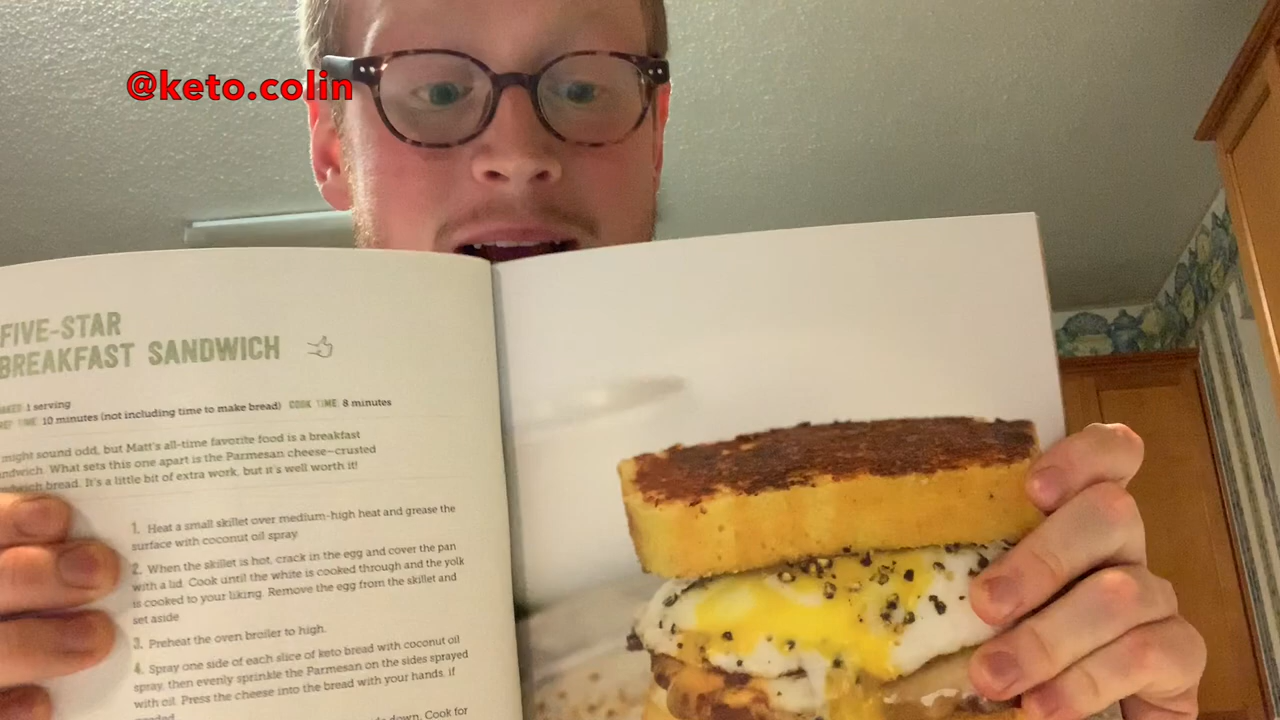 @keto.colin
FIVE-STAR
BREAKFAST SANDWICH
1 serving
10 minutes (not including time to make bread) COOK TIME: 8 minutes
might sound odd, but Matt's all-time favorite food is a breakfast
What sets this one apart is the Parmesan cheese–crusted
bread. It's a little bit of extra work, but it's well worth it!
1. Heat a small skillet over medium-high heat and grease the
surface with coconut oil spray.
2. When the skillet is hot, crack in the egg and cover the pan
with a lid. Cook until the white is cooked through and the yolk
is cooked to your liking. Remove the egg from the skillet and
set aside.
3. Preheat the oven broiler to high.
4. Spray one side of each slice of keto bread with coconut oil
spray, then evenly sprinkle the Parmesan on the sides sprayed
with oil. Press the cheese into the bread with your hands, if
down. Cook for